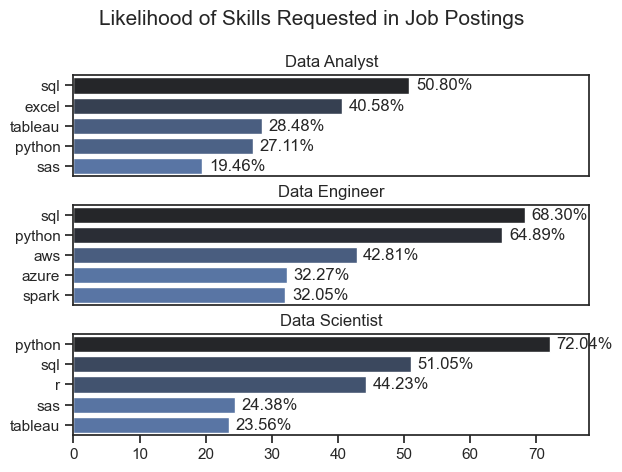 Likelihood of Skills Requested in Job Postings
Data Analyst
sql 50.80%
excel 40.58%
tableau 28.48%
python 27.11%
sas 19.46%
Data Engineer
sql 68.30%
python 64.89%
aws 42.81%
azure 32.27%
spark 32.05%
Data Scientist
python 72.04%
sql 51.05%
r 44.23%
sas 24.38%
tableau 23.56%
0 10 20 30 40 50 60 70